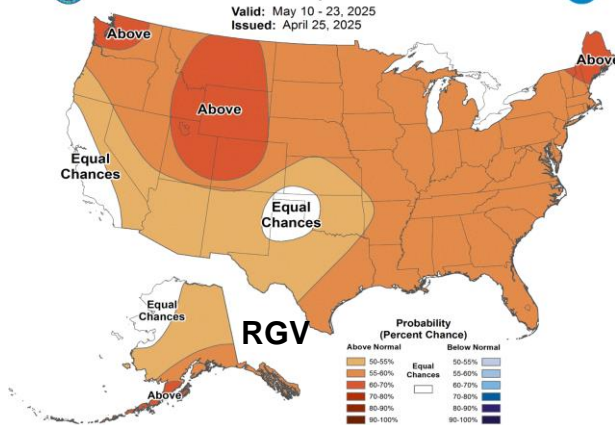 Valid: May 10 - 23, 2025
Issued: April 25, 2025
Above
Above
Above
Equal
Chances
Equal
Chances
Equal
Chances
Above
RGV
Probability
(Percent Chance)
Above Normal
Below Normal
50-55%
55-60%
60-70%
70-80%
80-90%
90-100%
Equal
Chances
50-55%
55-60%
60-70%
70-80%
80-90%
90-100%